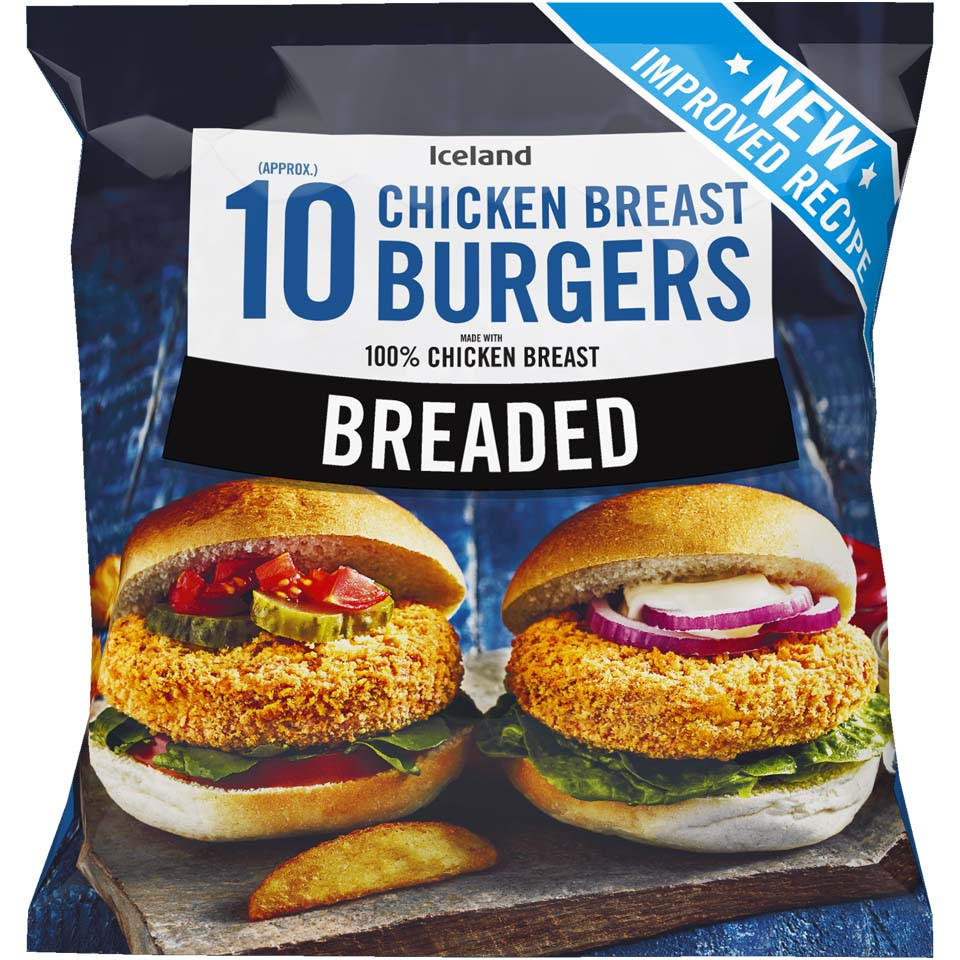 NEW
IMPROVED RECIPE
Iceland
(APPROX.)
10 CHICKEN BREAST
BURGERS
MADE WITH
100% CHICKEN BREAST
BREADED